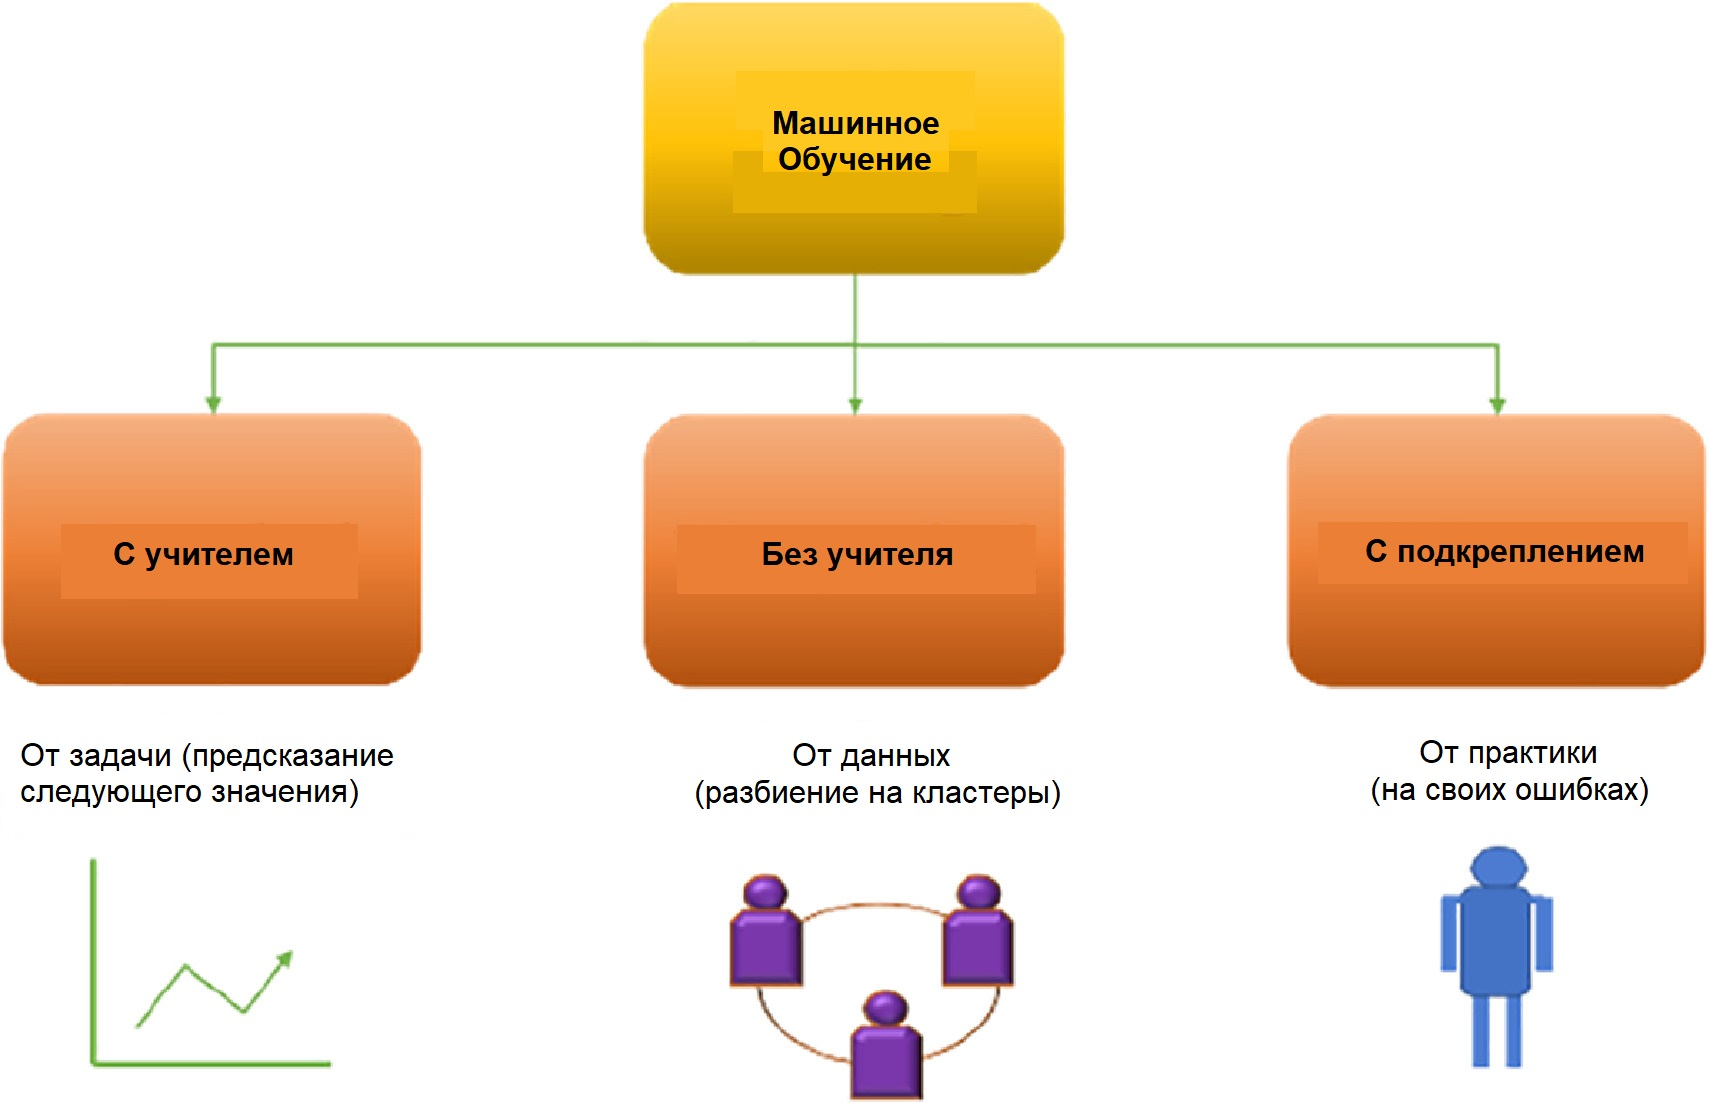 Машинное
Обучение
С учителем
Без учителя
С подкреплением
От задачи (предсказание
следующего значения)
От данных
(разбиение на кластеры)
От практики
(на своих ошибках)